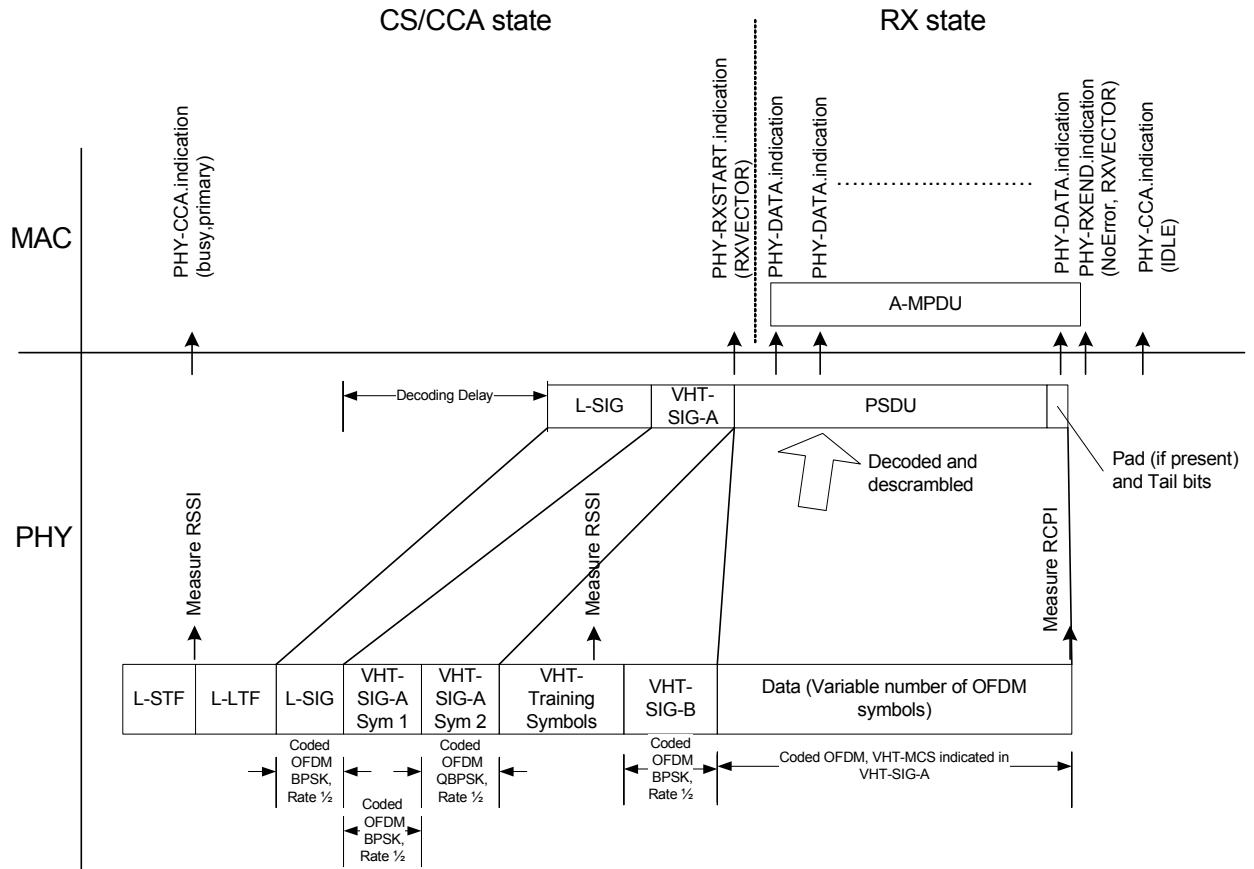 CS/CCA state
RX state
MAC
PHY-CCA.indication
(busy,primary)
PHY-RXSTART.indication
(RXVECTOR)
PHY-DATA.indication
PHY-DATA.indication
PHY-DATA.indication
PHY-RXEND.indication
(NoError, RXVECTOR)
PHY-CCA.indication
(IDLE)
A-MPDU
Decoding Delay
L-SIG
VHT-
SIG-A
PSDU
Decoded and
descrambled
Pad (if present)
and Tail bits
PHY
Measure RSSI
Measure RSSI
Measure RCPI
L-STF
L-LTF
L-SIG
VHT-
SIG-A
Sym 1
VHT-
SIG-A
Sym 2
VHT-
Training
Symbols
VHT-
SIG-B
Data (Variable number of OFDM
symbols)
Coded
OFDM
BPSK,
Rate ½
Coded
OFDM
BPSK,
Rate ½
Coded
OFDM
QBPSK,
Rate ½
Coded
OFDM
BPSK,
Rate ½
Coded OFDM, VHT-MCS indicated in
VHT-SIG-A